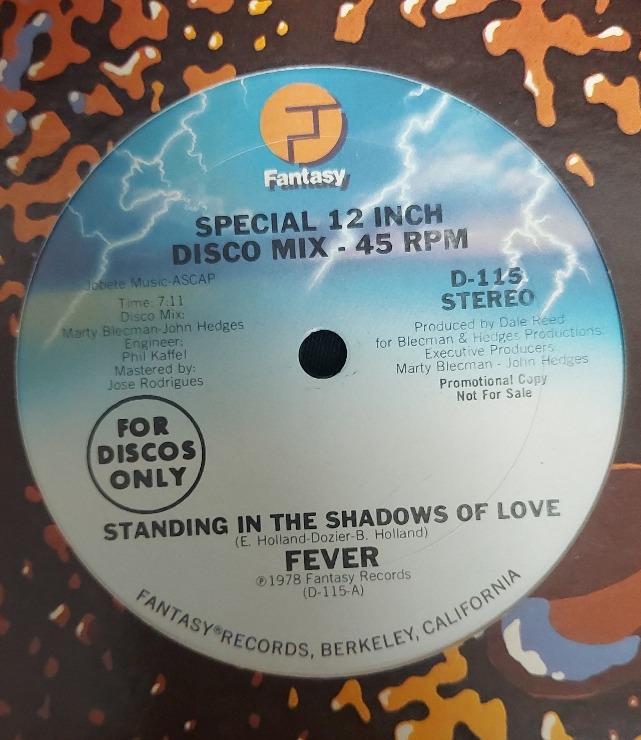 Fantasy
SPECIAL 12 INCH
DISCO MIX - 45 RPM
Jobete Music-ASCAP
Time: 7:11
Disco Mix:
Marty Blecman-John Hedges
Engineer:
Phil Kaffel
Mastered by:
Jose Rodrigues
D-115
STEREO
Produced by Dale Reed
for Blecman & Hedges Productions
Executive Producers
Marty Blecman - John Hedges
Promotional Copy
Not For Sale
FOR
DISCOS
ONLY
STANDING IN THE SHADOWS OF LOVE
(E. Holland-Dozier-B. Holland)
FEVER
℗1978 Fantasy Records
(D-115-A)
FANTASY® RECORDS, BERKELEY, CALIFORNIA